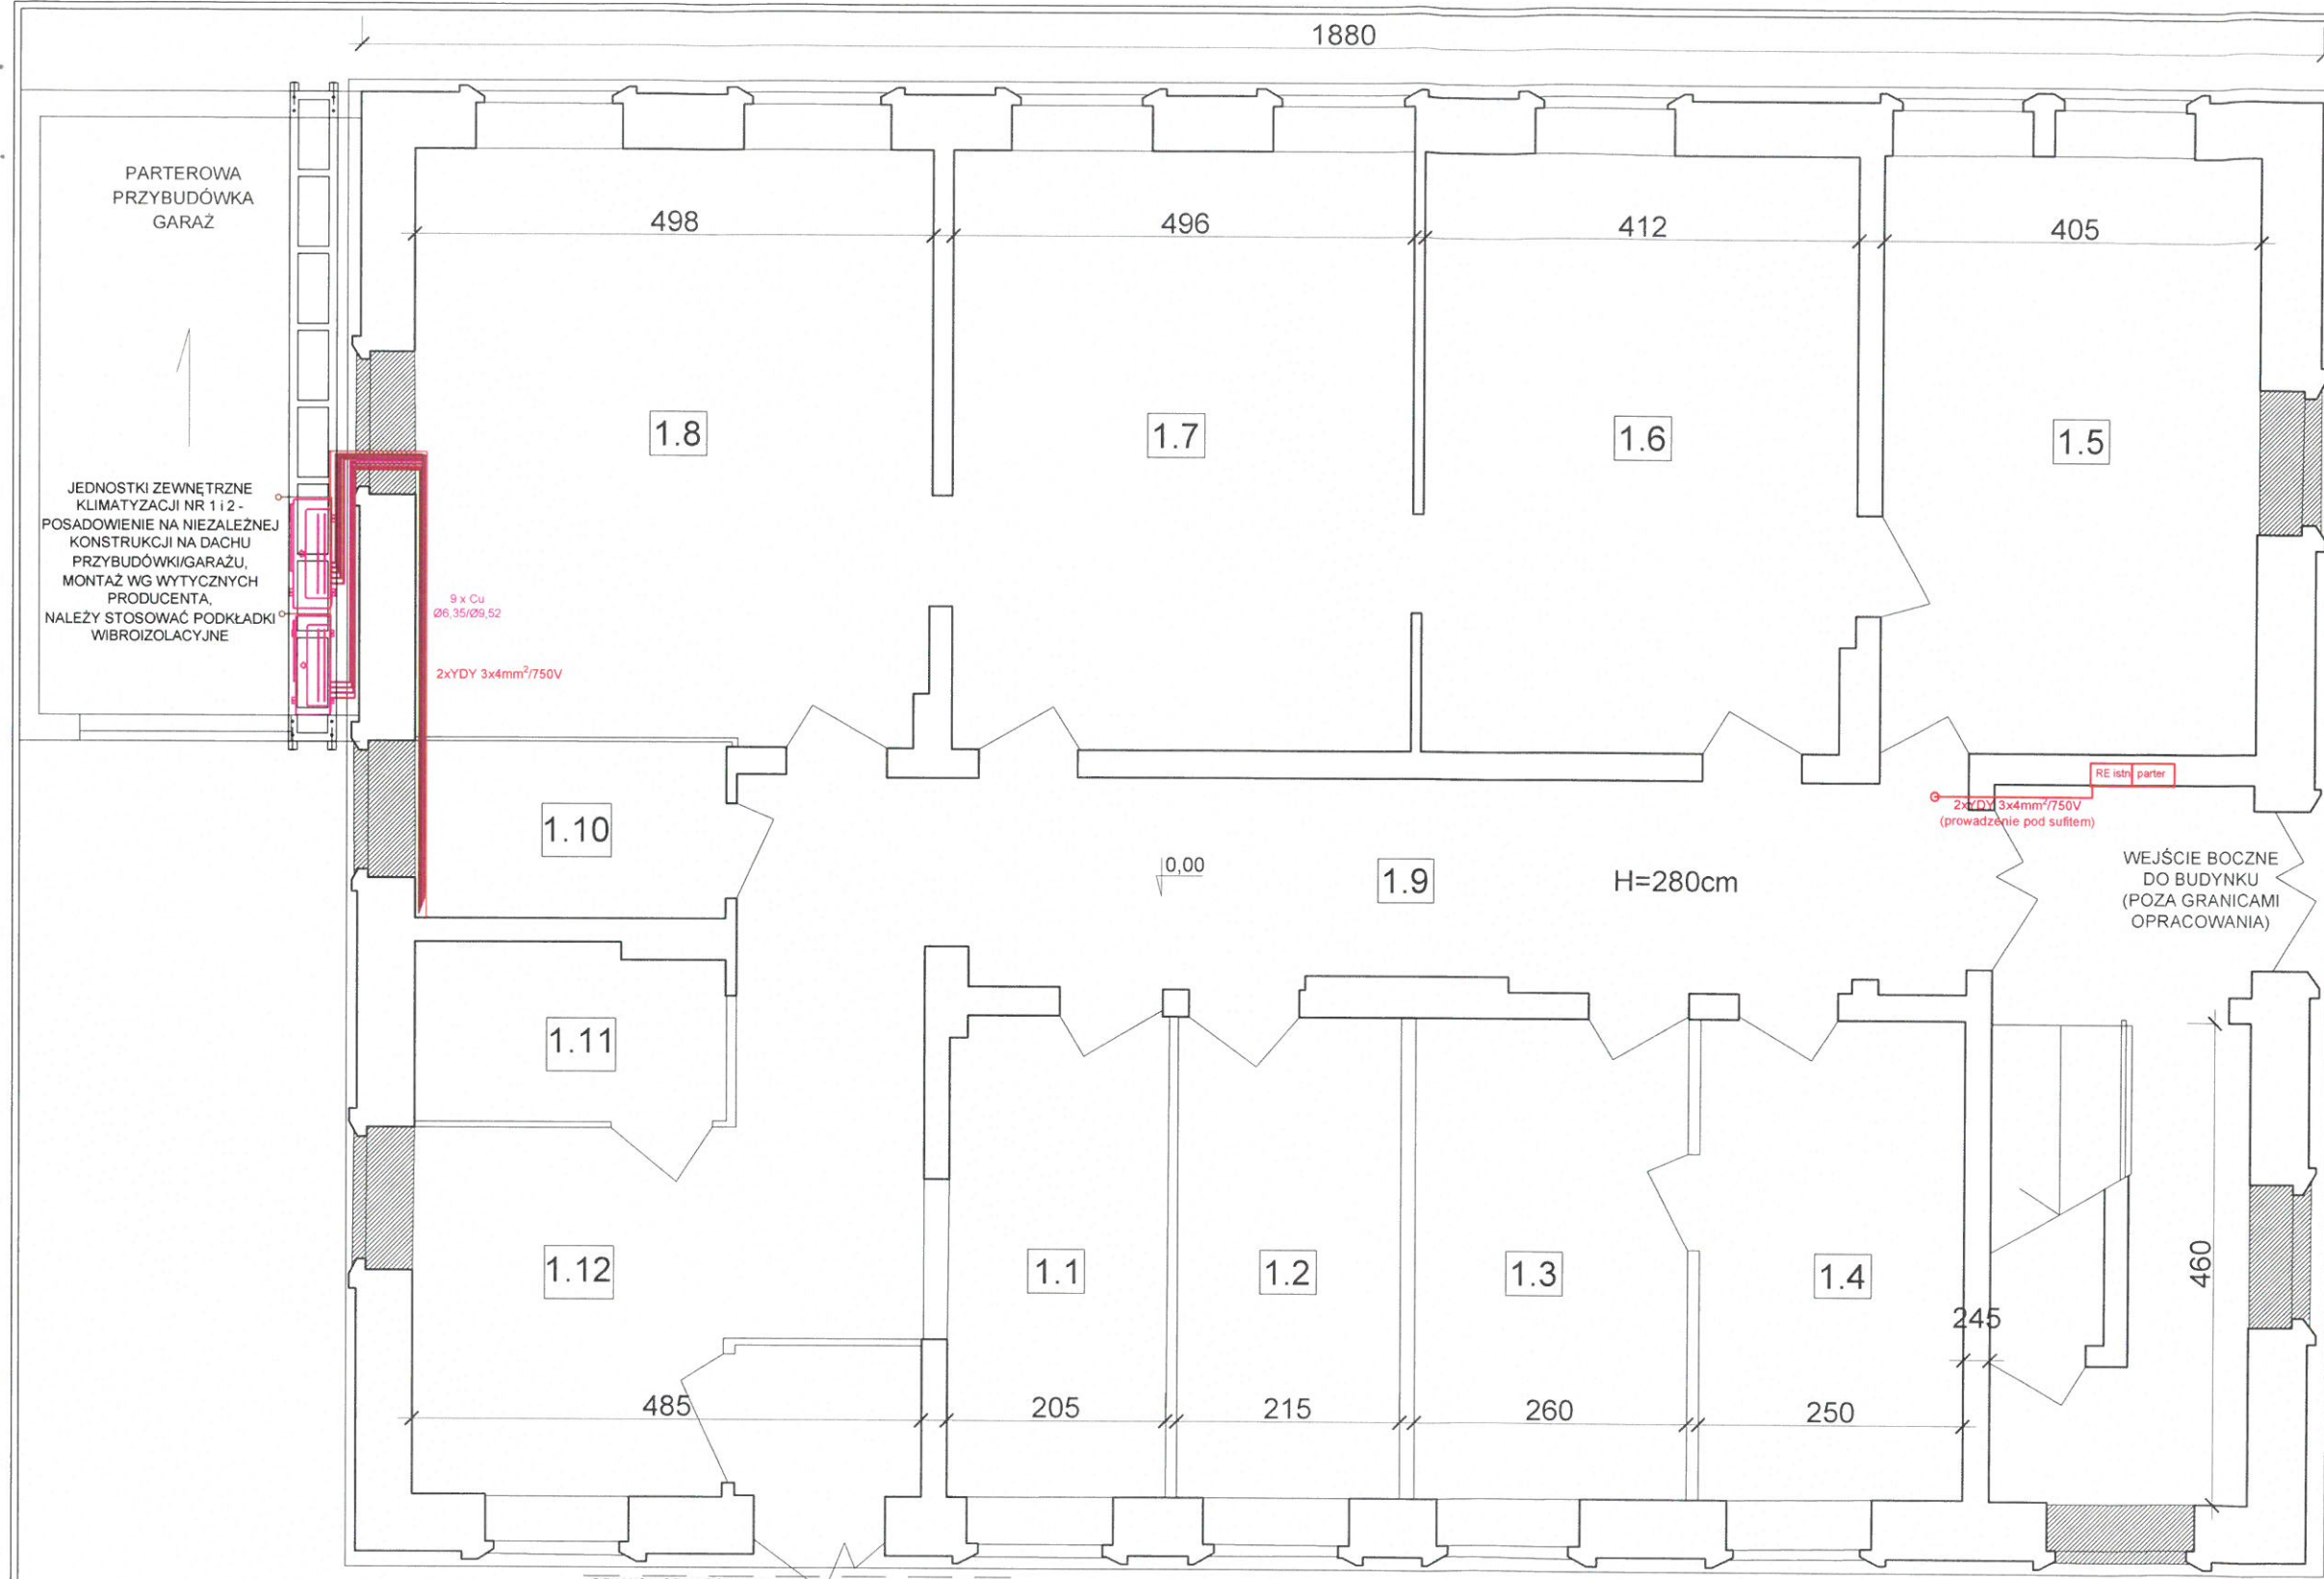 1880
PARTEROWA
PRZYBUDÓWKA
GARAŻ
498
496
412
405
1.8
1.7
1.6
1.5
JEDNOSTKI ZEWNĘTRZNE
KLIMATYZACJI NR 1 i 2 -
POSADOWIENIE NA NIEZALEŻNEJ
KONSTRUKCJI NA DACHU
PRZYBUDÓWKI/GARAŻU,
MONTAŻ WG WYTYCZNYCH
PRODUCENTA,
NALEŻY STOSOWAĆ PODKŁADKI
WIBROIZOLACYJNE
9 x Cu
Ø6,35/Ø9,52
2xYDY 3x4mm²/750V
RE istn parter
2xYDY 3x4mm²/750V
(prowadzenie pod sufitem)
1.10
0,00
1.9
H=280cm
WEJŚCIE BOCZNE
DO BUDYNKU
(POZA GRANICAMI
OPRACOWANIA)
1.11
1.12
1.1
1.2
1.3
1.4
460
245
485
205
215
260
250